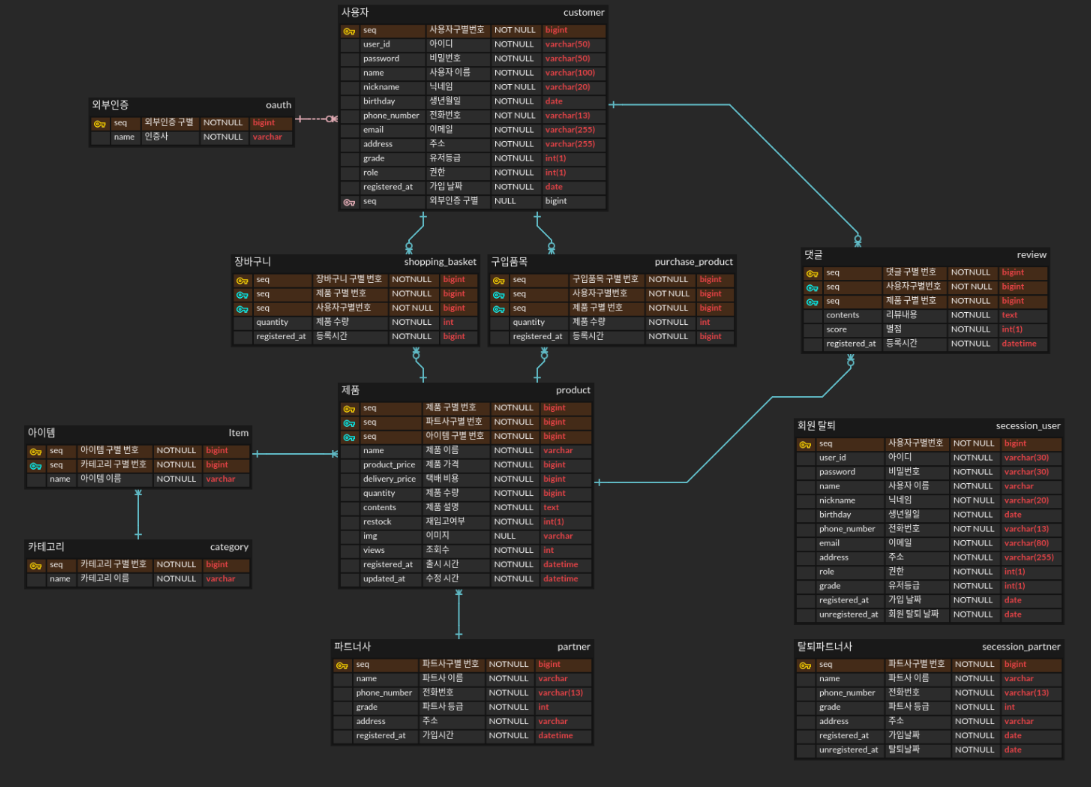 사용자 customer
seq 사용자구별번호 NOT NULL bigint
user_id 아이디 NOTNULL varchar(50)
password 비밀번호 NOTNULL varchar(50)
name 사용자 이름 NOTNULL varchar(100)
nickname 닉네임 NOT NULL varchar(20)
birthday 생년월일 NOTNULL date
phone_number 전화번호 NOT NULL varchar(13)
email 이메일 NOTNULL varchar(255)
address 주소 NOTNULL varchar(255)
grade 유저등급 NOTNULL int(1)
role 권한 NOTNULL int(1)
registered_at 가입 날짜 NOTNULL date
seq 외부인증 구별 NULL bigint
외부인증 oauth
seq 외부인증 구별 NOTNULL bigint
name 인증사 NOTNULL varchar
장바구니 shopping_basket
seq 장바구니 구별 번호 NOTNULL bigint
seq 제품 구별 번호 NOTNULL bigint
seq 사용자구별번호 NOTNULL bigint
quantity 제품 수량 NOTNULL int
registered_at 등록시간 NOTNULL bigint
구입품목 purchase_product
seq 구입품목 구별 번호 NOTNULL bigint
seq 사용자구별번호 NOTNULL bigint
seq 제품 구별 번호 NOTNULL bigint
quantity 제품 수량 NOTNULL int
registered_at 등록시간 NOTNULL bigint
댓글 review
seq 댓글 구별 번호 NOTNULL bigint
seq 사용자구별번호 NOT NULL bigint
seq 제품 구별 번호 NOTNULL bigint
contents 리뷰내용 NOTNULL text
score 별점 NOTNULL int(1)
registered_at 등록시간 NOTNULL datetime
제품 product
seq 제품 구별 번호 NOTNULL bigint
seq 파트사구별 번호 NOTNULL bigint
seq 아이템 구별 번호 NOTNULL bigint
name 제품 이름 NOTNULL varchar
product_price 제품 가격 NOTNULL bigint
delivery_price 택배 비용 NOTNULL bigint
quantity 제품 수량 NOTNULL bigint
contents 제품 설명 NOTNULL text
restock 재입고여부 NOTNULL int(1)
img 이미지 NULL varchar
views 조회수 NOTNULL int
registered_at 출시 시간 NOTNULL datetime
updated_at 수정 시간 NOTNULL datetime
아이템 Item
seq 아이템 구별 번호 NOTNULL bigint
seq 카테고리 구별 번호 NOTNULL bigint
name 아이템 이름 NOTNULL varchar
카테고리 category
seq 카테고리 구별 번호 NOTNULL bigint
name 카테고리 이름 NOTNULL varchar
회원 탈퇴 secession_user
seq 사용자구별번호 NOT NULL bigint
user_id 아이디 NOTNULL varchar(30)
password 비밀번호 NOTNULL varchar(30)
name 사용자 이름 NOTNULL varchar
nickname 닉네임 NOT NULL varchar(20)
birthday 생년월일 NOTNULL date
phone_number 전화번호 NOT NULL varchar(13)
email 이메일 NOTNULL varchar(80)
address 주소 NOTNULL varchar(255)
role 권한 NOTNULL int(1)
grade 유저등급 NOTNULL int(1)
registered_at 가입 날짜 NOTNULL date
unregistered_at 회원 탈퇴 날짜 NOTNULL date
파트너사 partner
seq 파트사구별 번호 NOTNULL bigint
name 파트사 이름 NOTNULL varchar
phone_number 전화번호 NOTNULL varchar(13)
grade 파트사 등급 NOTNULL int
address 주소 NOTNULL varchar
registered_at 가입시간 NOTNULL datetime
탈퇴파트너사 secession_partner
seq 파트사구별 번호 NOTNULL bigint
name 파트사 이름 NOTNULL varchar
phone_number 전화번호 NOTNULL varchar(13)
grade 파트사 등급 NOTNULL int
address 주소 NOTNULL varchar
registered_at 가입날짜 NOTNULL date
unregistered_at 탈퇴날짜 NOTNULL date